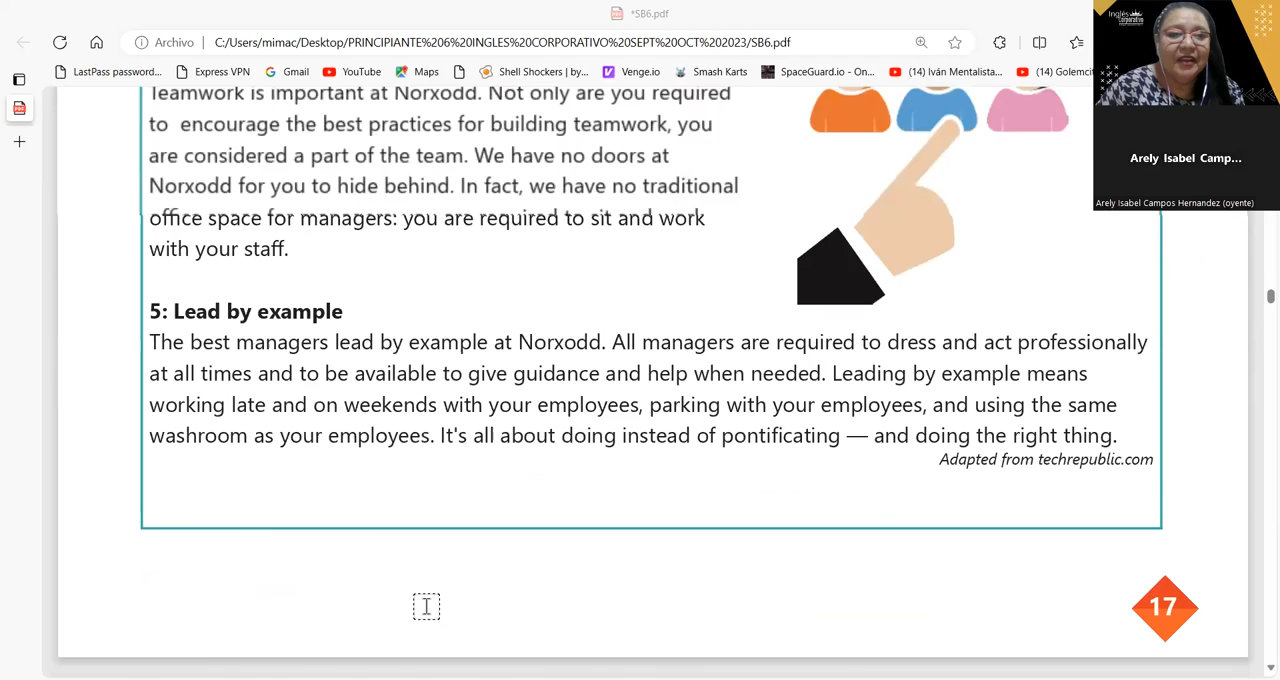 *SB6.pdf
Archivo | C:/Users/mimac/Desktop/PRINCIPIANTE%206%20INGLES%20CORPORATIVO%20SEPT%20OCT%202023/SB6.pdf
LastPass password... Express VPN Gmail YouTube Maps Shell Shockers | by... Venge.io Smash Karts SpaceGuard.io - On... (14) Iván Mentalista... (14) Golemcit
Inglés
Corporativo
Arely Isabel Camp...
Arely Isabel Campos Hernandez (oyente)
Teamwork is important at Norxodd. Not only are you required
to encourage the best practices for building teamwork, you
are considered a part of the team. We have no doors at
Norxodd for you to hide behind. In fact, we have no traditional
office space for managers: you are required to sit and work
with your staff.
5: Lead by example
The best managers lead by example at Norxodd. All managers are required to dress and act professionally
at all times and to be available to give guidance and help when needed. Leading by example means
working late and on weekends with your employees, parking with your employees, and using the same
washroom as your employees. It's all about doing instead of pontificating — and doing the right thing.
Adapted from techrepublic.com
17